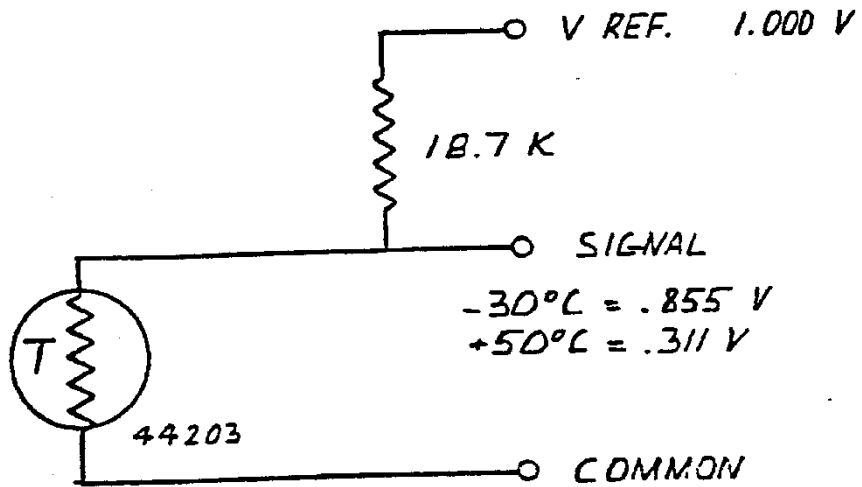 V REF. 1.000 V
18.7 K
SIGNAL
-30°C = .855 V
+50°C = .311 V
T
44203
COMMON